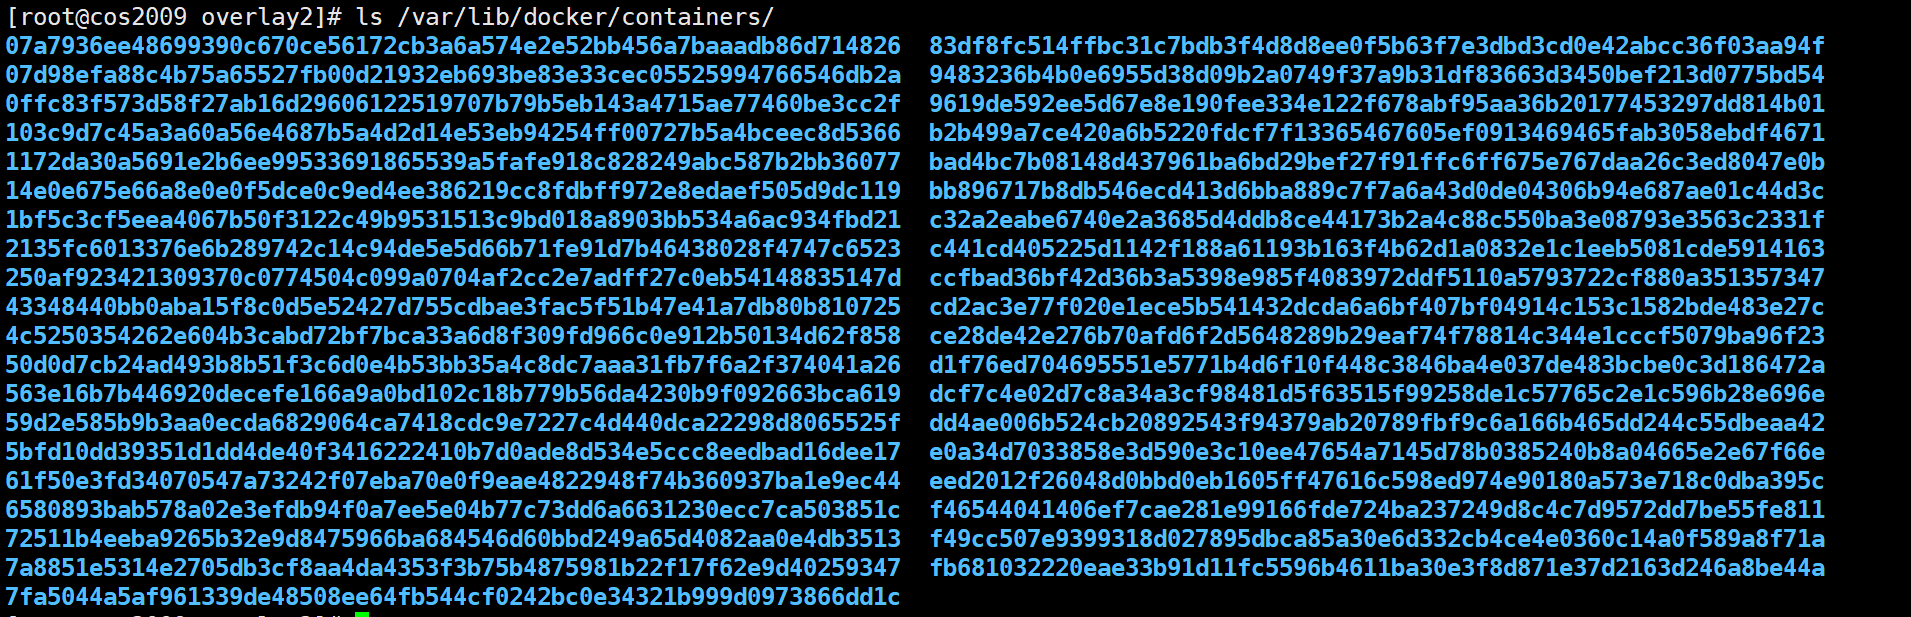 [root@cos2009 overlay2]# ls /var/lib/docker/containers/
07a7936ee48699390c670ce56172cb3a6a574e2e52bb456a7baaadb86d714826  83df8fc514ffbc31c7bdb3f4d8d8ee0f5b63f7e3dbd3cd0e42abcc36f03aa94f
07d98efa88c4b75a65527fb00d21932eb693be83e33cec05525994766546db2a  9483236b4b0e6955d38d09b2a0749f37a9b31df83663d3450bef213d0775bd54
0ffc83f573d58f27ab16d29606122519707b79b5eb143a4715ae77460be3cc2f  9619de592ee5d67e8e190fee334e122f678abf95aa36b20177453297dd814b01
103c9d7c45a3a60a56e4687b5a4d2d14e53eb94254ff00727b5a4bceec8d5366  b2b499a7ce420a6b5220fdcf7f13365467605ef0913469465fab3058ebdf4671
1172da30a5691e2b6ee99533691865539a5fafe918c828249abc587b2bb36077  bad4bc7b08148d437961ba6bd29bef27f91ffc6ff675e767daa26c3ed8047e0b
14e0e675e66a8e0e0f5dce0c9ed4ee386219cc8fdbff972e8edaef505d9dc119  bb896717b8db546ecd413d6bba889c7f7a6a43d0de04306b94e687ae01c44d3c
1bf5c3cf5eea4067b50f3122c49b9531513c9bd018a8903bb534a6ac934fbd21  c32a2eabe6740e2a3685d4ddb8ce44173b2a4c88c550ba3e08793e3563c2331f
2135fc6013376e6b289742c14c94de5e5d66b71fe91d7b46438028f4747c6523  c441cd405225d1142f188a61193b163f4b62d1a0832e1c1eeb5081cde5914163
250af923421309370c0774504c099a0704af2cc2e7adff27c0eb54148835147d  ccfbad36bf42d36b3a5398e985f4083972ddf5110a5793722cf880a351357347
43348440bb0aba15f8c0d5e52427d755cdbae3fac5f51b47e41a7db80b810725  cd2ac3e77f020e1ece5b541432dcda6a6bf407bf04914c153c1582bde483e27c
4c5250354262e604b3cabd72bf7bca33a6d8f309fd966c0e912b50134d62f858  ce28de42e276b70afd6f2d5648289b29eaf74f78814c344e1cccf5079ba96f23
50d0d7cb24ad493b8b51f3c6d0e4b53bb35a4c8dc7aaa31fb7f6a2f374041a26  d1f76ed704695551e5771b4d6f10f448c3846ba4e037de483bcbe0c3d186472a
563e16b7b446920decefe166a9a0bd102c18b779b56da4230b9f092663bca619  dcf7c4e02d7c8a34a3cf98481d5f63515f99258de1c57765c2e1c596b28e696e
59d2e585b9b3aa0ecda6829064ca7418cdc9e7227c4d440dca22298d8065525f  dd4ae006b524cb20892543f94379ab20789fbf9c6a166b465dd244c55dbeaa42
5bfd10dd39351d1dd4de40f3416222410b7d0ade8d534e5ccc8eedbad16dee17  e0a34d7033858e3d590e3c10ee47654a7145d78b0385240b8a04665e2e67f66e
61f50e3fd34070547a73242f07eba70e0f9eae4822948f74b360937ba1e9ec44  eed2012f26048d0bbd0eb1605ff47616c598ed974e90180a573e718c0dba395c
6580893bab578a02e3efdb94f0a7ee5e04b77c73dd6a6631230ecc7ca503851c  f46544041406ef7cae281e99166fde724ba237249d8c4c7d9572dd7be55fe811
72511b4eeba9265b32e9d8475966ba684546d60bbd249a65d4082aa0e4db3513  f49cc507e9399318d027895dbca85a30e6d332cb4ce4e0360c14a0f589a8f71a
7a8851e5314e2705db3cf8aa4da4353f3b75b4875981b22f17f62e9d40259347  fb681032220eae33b91d11fc5596b4611ba30e3f8d871e37d2163d246a8be44a
7fa5044a5af961339de48508ee64fb544cf0242bc0e34321b999d0973866dd1c